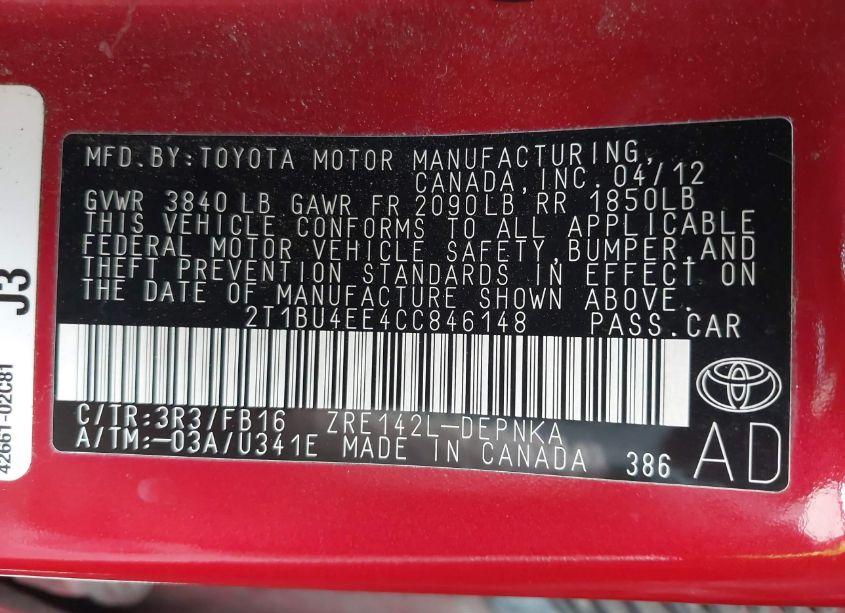 MFD.BY:TOYOTA MOTOR MANUFACTURING,
CANADA,INC. 04/12
GVWR 3840 LB GAWR FR 2090LB RR 1850LB
THIS VEHICLE CONFORMS TO ALL APPLICABLE
FEDERAL MOTOR VEHICLE SAFETY,BUMPER,AND
THEFT PREVENTION STANDARDS IN EFFECT ON
THE DATE OF MANUFACTURE SHOWN ABOVE.
2T1BU4EE4CC846148 PASS.CAR
C/TR:3R3/FB16 ZRE142L-DEPNKA
A/TM:-03A/U341E MADE IN CANADA 386
AD
J3
42661-02C81